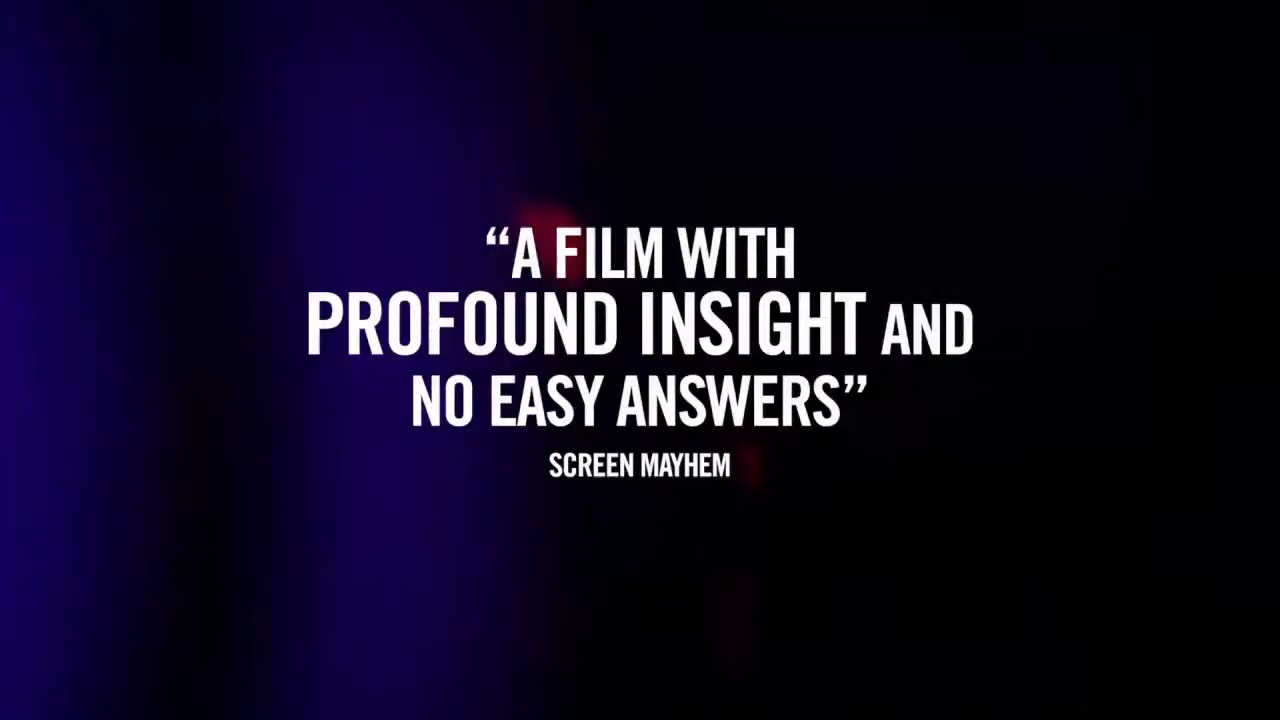 “A FILM WITH
PROFOUND INSIGHT AND
NO EASY ANSWERS”
SCREEN MAYHEM